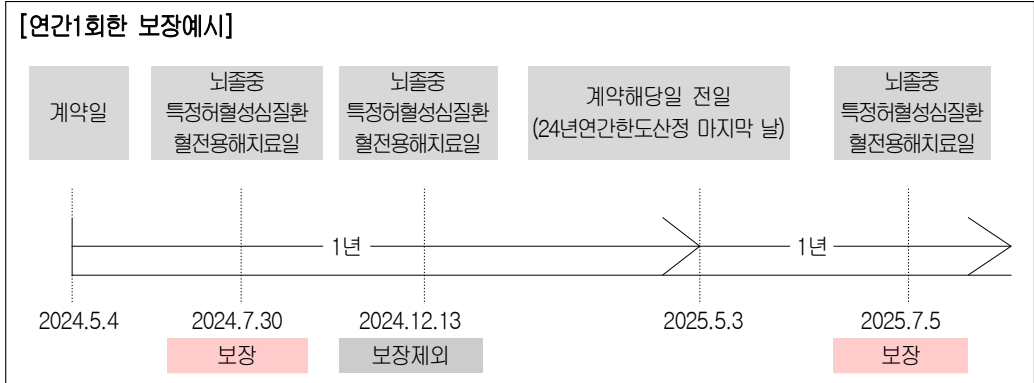 [연간1회한 보장예시]
계약일
뇌졸중
특정허혈성심질환
혈전용해치료일
뇌졸중
특정허혈성심질환
혈전용해치료일
계약해당일 전일
(24년연간한도산정 마지막 날)
뇌졸중
특정허혈성심질환
혈전용해치료일
1년
1년
2024.5.4
2024.7.30
2024.12.13
2025.5.3
2025.7.5
보장
보장제외
보장